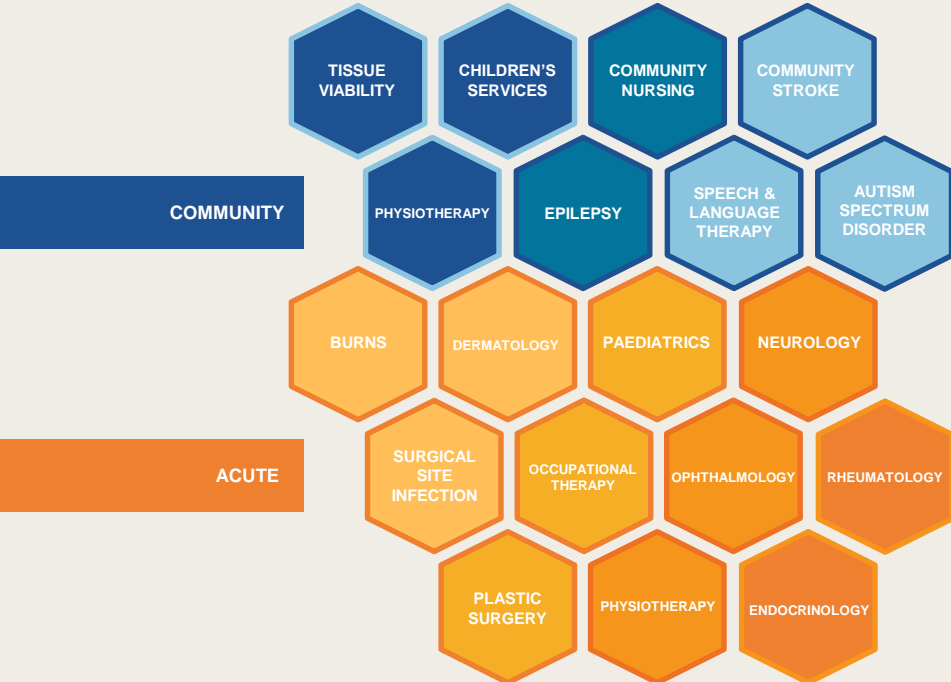 TISSUE
VIABILITY
CHILDREN'S
SERVICES
COMMUNITY
NURSING
COMMUNITY
STROKE
COMMUNITY
PHYSIOTHERAPY
EPILEPSY
SPEECH &
LANGUAGE
THERAPY
AUTISM
SPECTRUM
DISORDER
BURNS
DERMATOLOGY
PAEDIATRICS
NEUROLOGY
ACUTE
SURGICAL
SITE
INFECTION
OCCUPATIONAL
THERAPY
OPHTHALMOLOGY
RHEUMATOLOGY
PLASTIC
SURGERY
PHYSIOTHERAPY
ENDOCRINOLOGY